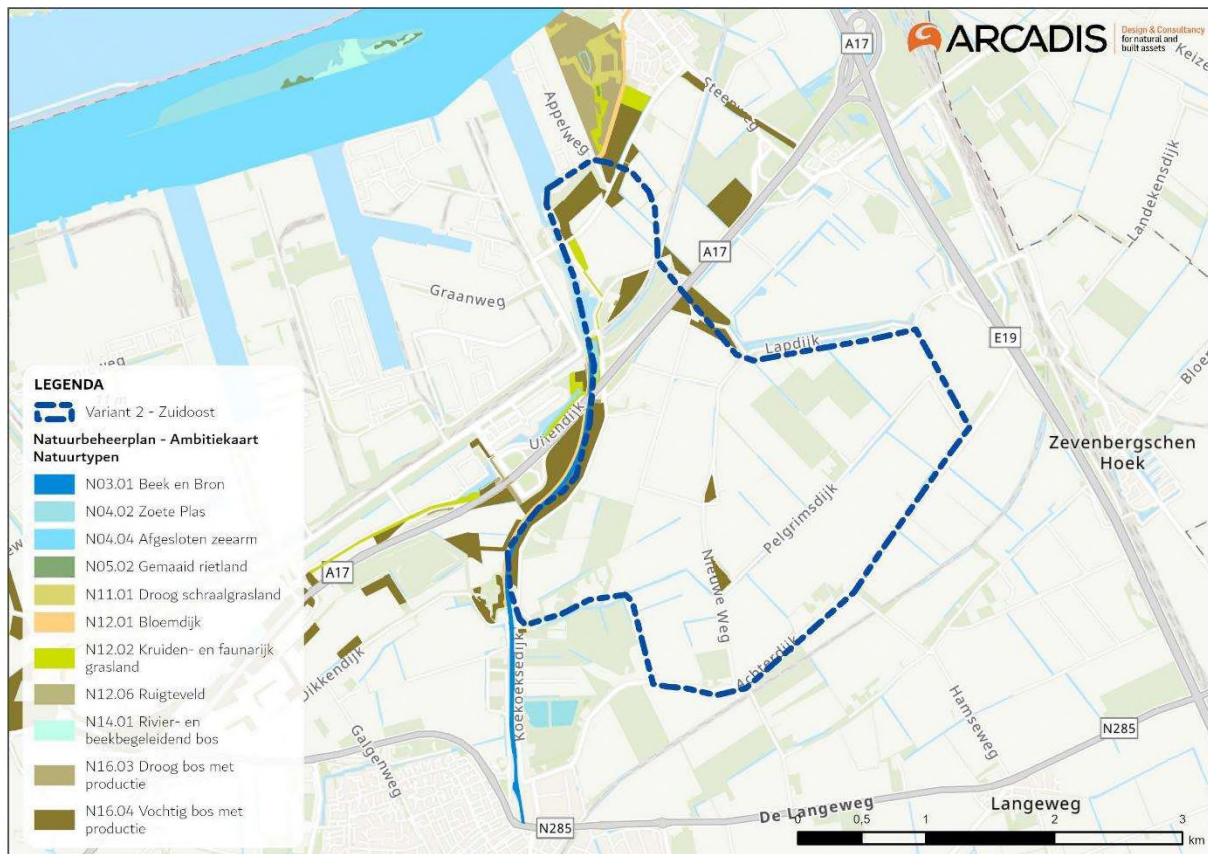 ARCADIS
Design & Consultancy
for natural and
built assets
A17
Keize
Steenweg
Appelweg
Landekensdijk
A17
Graanweg
E19
Lapdijk
Bloe
Zevenbergschen
Hoek
Uilendijk
Pelgrimsdijk
Nieuwe Weg
A17
Achterdijk
Dikkendijk
Koekoeksedijk
Galgenweg
Hamseweg
N285
N285
De Langeweg
Langeweg
LEGENDA
Variant 2 - Zuidoost
Natuurbeheerplan - Ambitiekaart
Natuurtypen
N03.01 Beek en Bron
N04.02 Zoete Plas
N04.04 Afgesloten zeearm
N05.02 Gemaaid rietland
N11.01 Droog schraalgrasland
N12.01 Bloemdijk
N12.02 Kruiden- en faunarijk
grasland
N12.06 Ruigteveld
N14.01 Rivier- en
beekbegeleidend bos
N16.03 Droog bos met
productie
N16.04 Vochtig bos met
productie
0 0,5 1 2 3
km